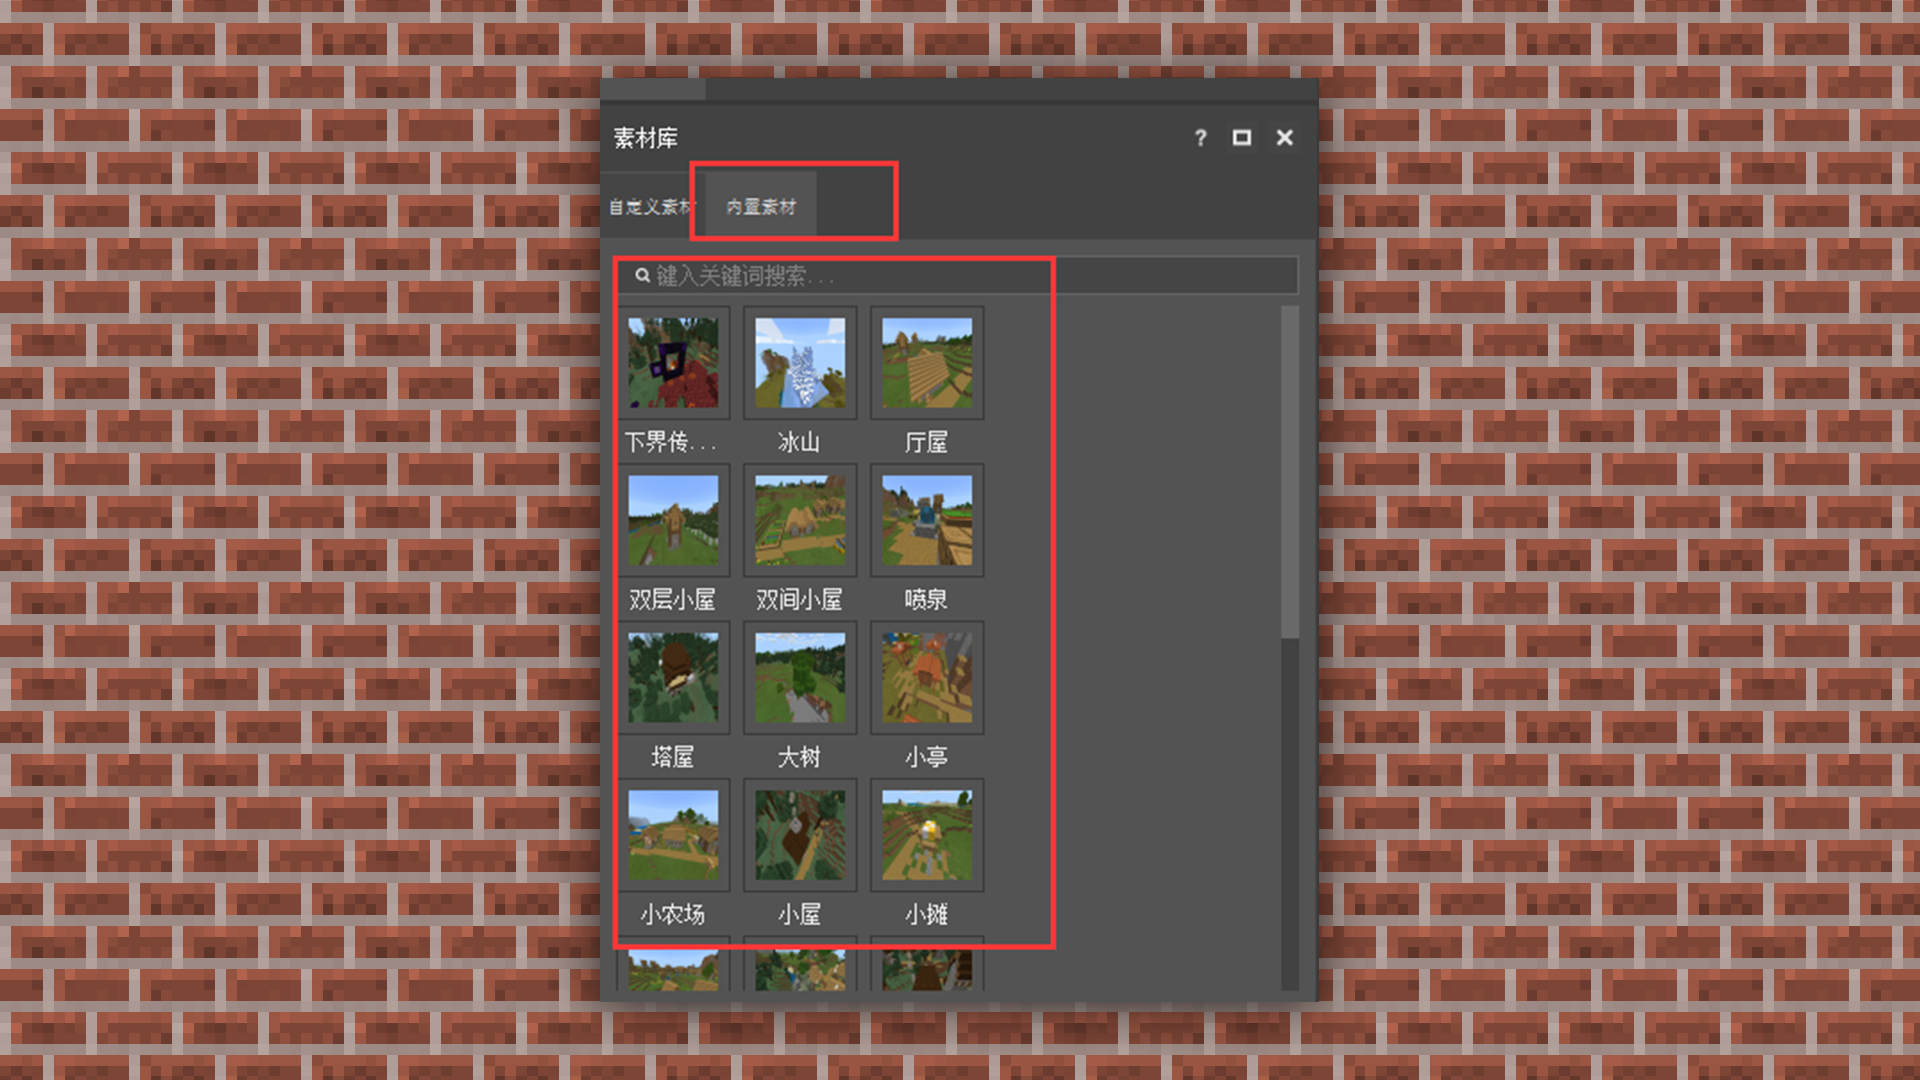 素材库
自定义素材 内置素材
键入关键词搜索...
下界传... 冰山 厅屋
双层小屋 双间小屋 喷泉
塔屋 大树 小亭
小农场 小屋 小摊